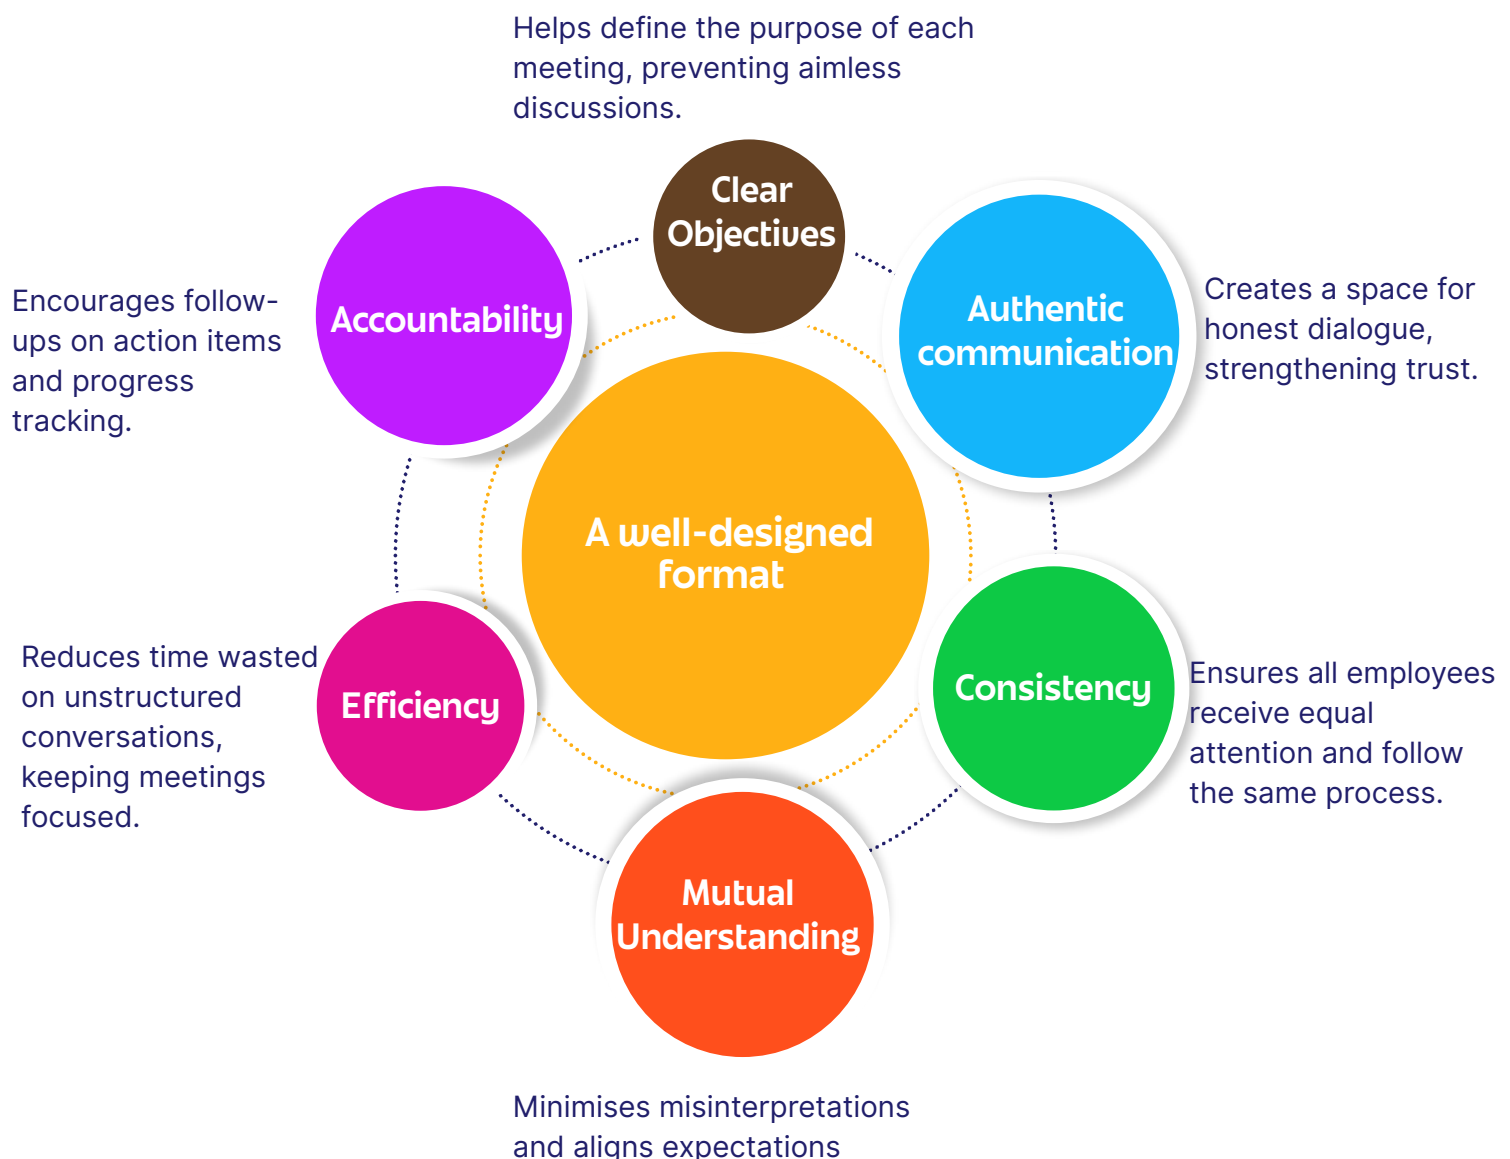 Helps define the purpose of each
meeting, preventing aimless
discussions.
Clear
Objectives
Authentic
communication
Creates a space for
honest dialogue,
strengthening trust.
Accountability
Encourages follow-
ups on action items
and progress
tracking.
A well-designed
format
Consistency
Ensures all employees
receive equal
attention and follow
the same process.
Efficiency
Reduces time wasted
on unstructured
conversations,
keeping meetings
focused.
Mutual
Understanding
Minimises misinterpretations
and aligns expectations